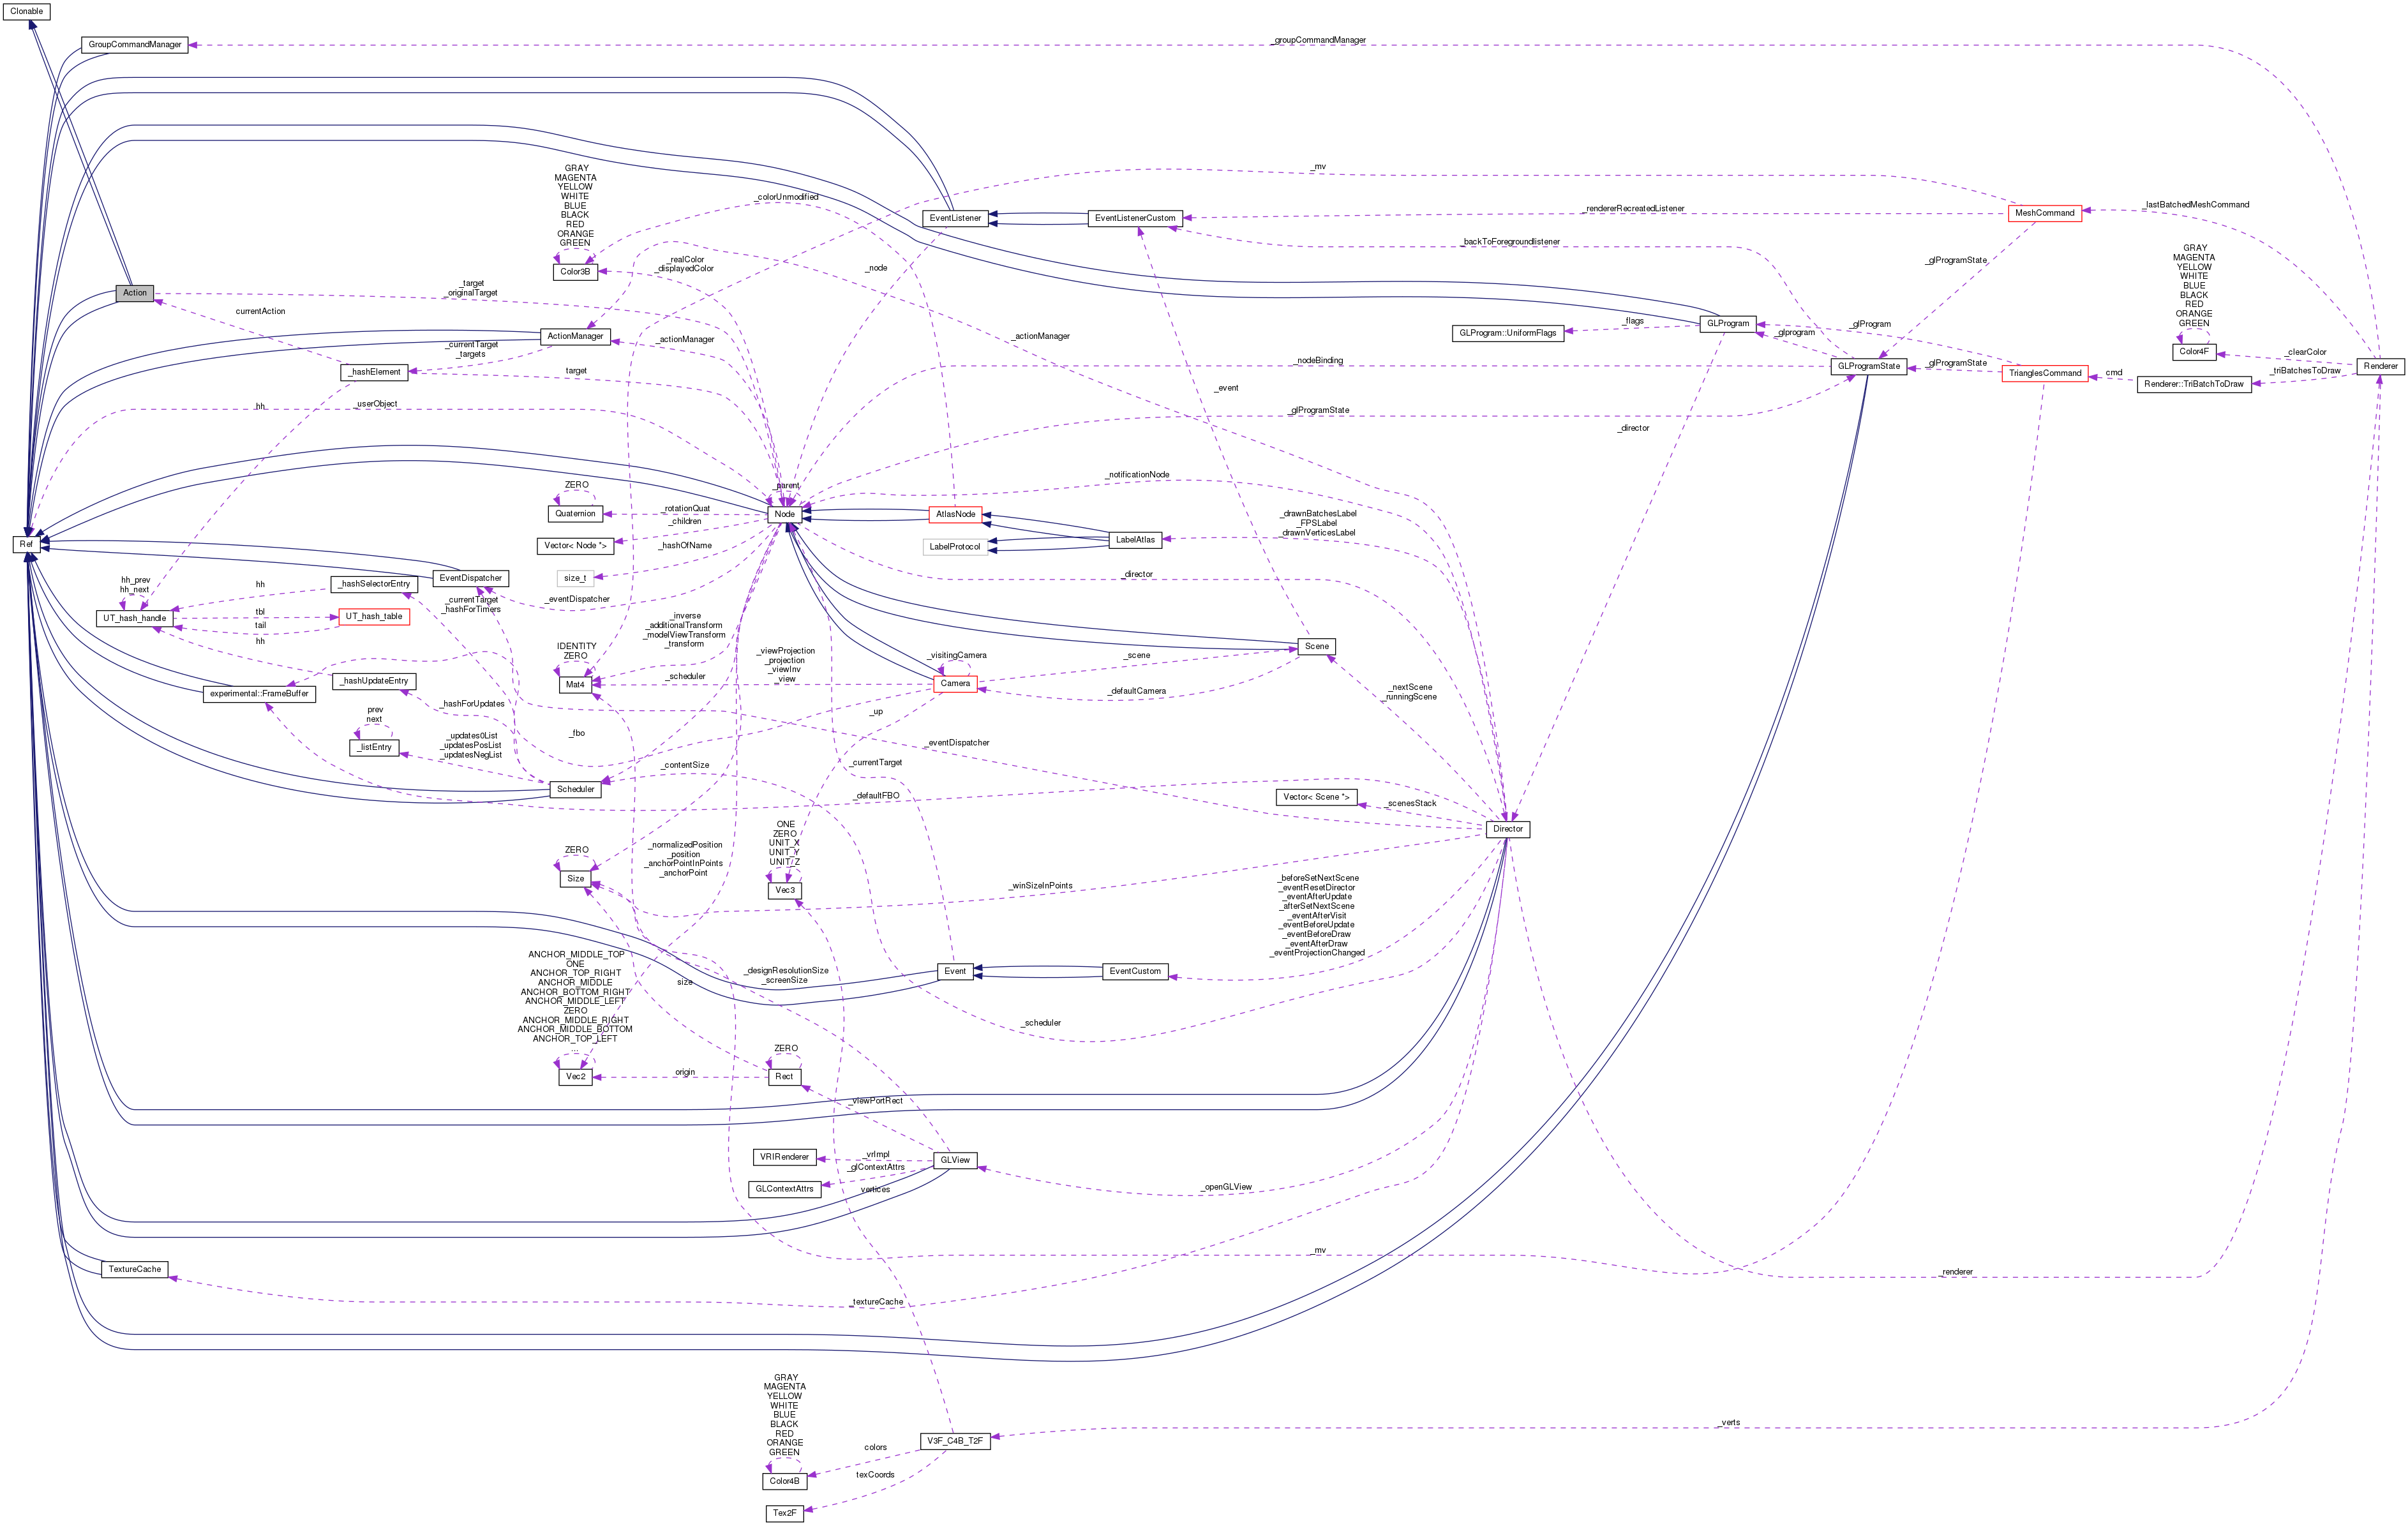 Clonable
GroupCommandManager
_groupCommandManager
GRAY
MAGENTA
YELLOW
WHITE
BLUE
BLACK
RED
ORANGE
GREEN
Color3B
_colorUnmodified
_mv
EventListener
EventListenerCustom
_rendererRecreatedListener
MeshCommand
_lastBatchedMeshCommand
_realColor
_displayedColor
_node
_backToForegroundlistener
_glProgramState
GRAY
MAGENTA
YELLOW
WHITE
BLUE
BLACK
RED
ORANGE
GREEN
Color4F
_clearColor
Action
_target
_originalTarget
currentAction
ActionManager
_actionManager
_actionManager
_currentTarget
_targets
_hashElement
target
GLProgram::UniformFlags
_flags
GLProgram
_glprogram
_glProgram
_nodeBinding
GLProgramState
_glProgramState
TrianglesCommand
cmd
Renderer::TriBatchToDraw
_triBatchesToDraw
Renderer
_event
hh
_userObject
_glProgramState
_director
ZERO
Quaternion
_rotationQuat
_parent
Node
_notificationNode
AtlasNode
_children
Vector< Node *>
_hashOfName
size_t
LabelProtocol
LabelAtlas
_drawnBatchesLabel
_FPSLabel
_drawnVerticesLabel
Ref
EventDispatcher
_eventDispatcher
_director
hh_prev
hh_next
UT_hash_handle
hh
_hashSelectorEntry
tbl
tail
UT_hash_table
hh
_currentTarget
_hashForTimers
_inverse
_additionalTransform
_modelViewTransform
_transform
IDENTITY
ZERO
Mat4
_viewProjection
_projection
_viewInv
_view
_scheduler
_visitingCamera
Camera
_scene
Scene
_defaultCamera
_nextScene
_runningScene
_hashUpdateEntry
experimental::FrameBuffer
_hashForUpdates
prev
next
_listEntry
_updates0List
_updatesPosList
_updatesNegList
_fbo
_up
_eventDispatcher
Scheduler
_contentSize
_currentTarget
_defaultFBO
Vector< Scene *>
_scenesStack
Director
ONE
ZERO
UNIT_X
UNIT_Y
UNIT_Z
Vec3
ZERO
Size
_normalizedPosition
_position
_anchorPointInPoints
_anchorPoint
_winSizeInPoints
_beforeSetNextScene
_eventResetDirector
_eventAfterUpdate
_afterSetNextScene
_eventAfterVisit
_eventBeforeUpdate
_eventBeforeDraw
_eventAfterDraw
_eventProjectionChanged
ANCHOR_MIDDLE_TOP
ONE
ANCHOR_TOP_RIGHT
ANCHOR_MIDDLE
ANCHOR_BOTTOM_RIGHT
ANCHOR_MIDDLE_LEFT
ZERO
ANCHOR_MIDDLE_RIGHT
ANCHOR_MIDDLE_BOTTOM
ANCHOR_TOP_LEFT
...
Vec2
size
_designResolutionSize
_screenSize
Event
EventCustom
_scheduler
ZERO
Rect
origin
_viewPortRect
VRIRenderer
_vrImpl
GLView
_glContextAttrs
GLContextAttrs
vertices
_openGLView
TextureCache
_mv
_renderer
_textureCache
GRAY
MAGENTA
YELLOW
WHITE
BLUE
BLACK
RED
ORANGE
GREEN
Color4B
colors
V3F_C4B_T2F
_verts
texCoords
Tex2F